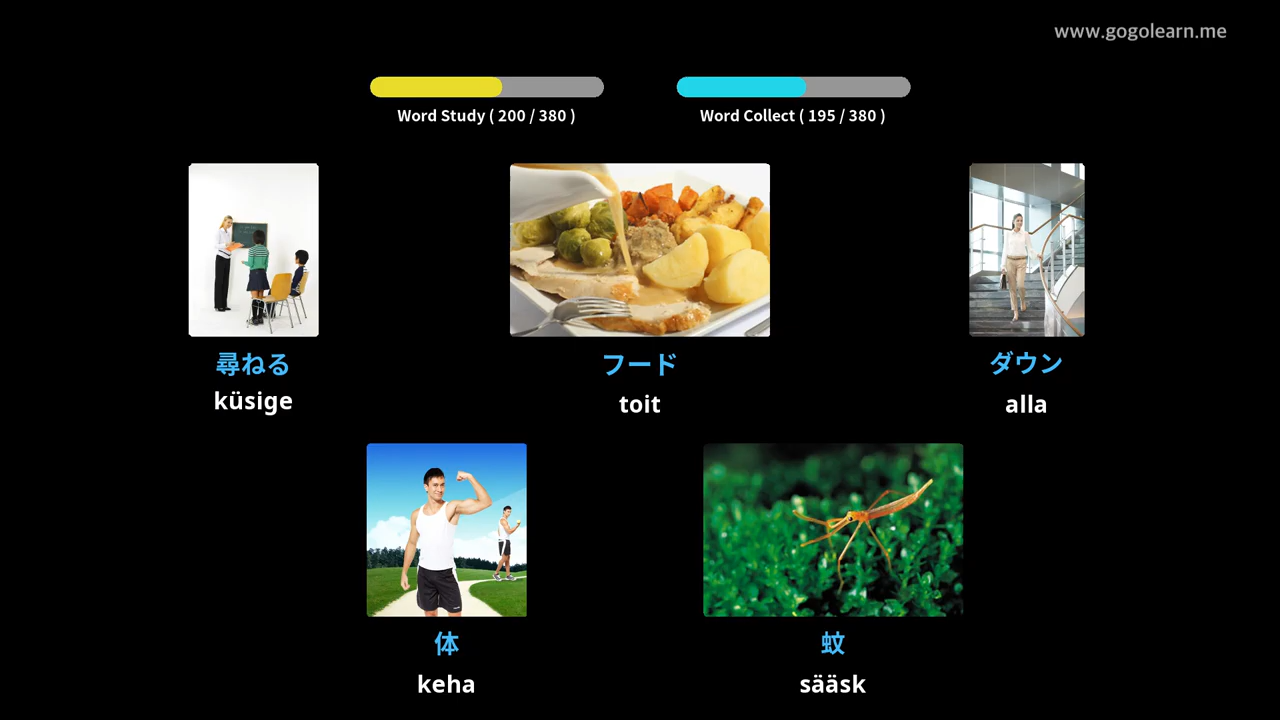 www.gogolearn.me
Word Study ( 200 / 380 )
Word Collect ( 195 / 380 )
尋ねる
küsige
フード
toit
ダウン
alla
体
keha
蚊
sääsk